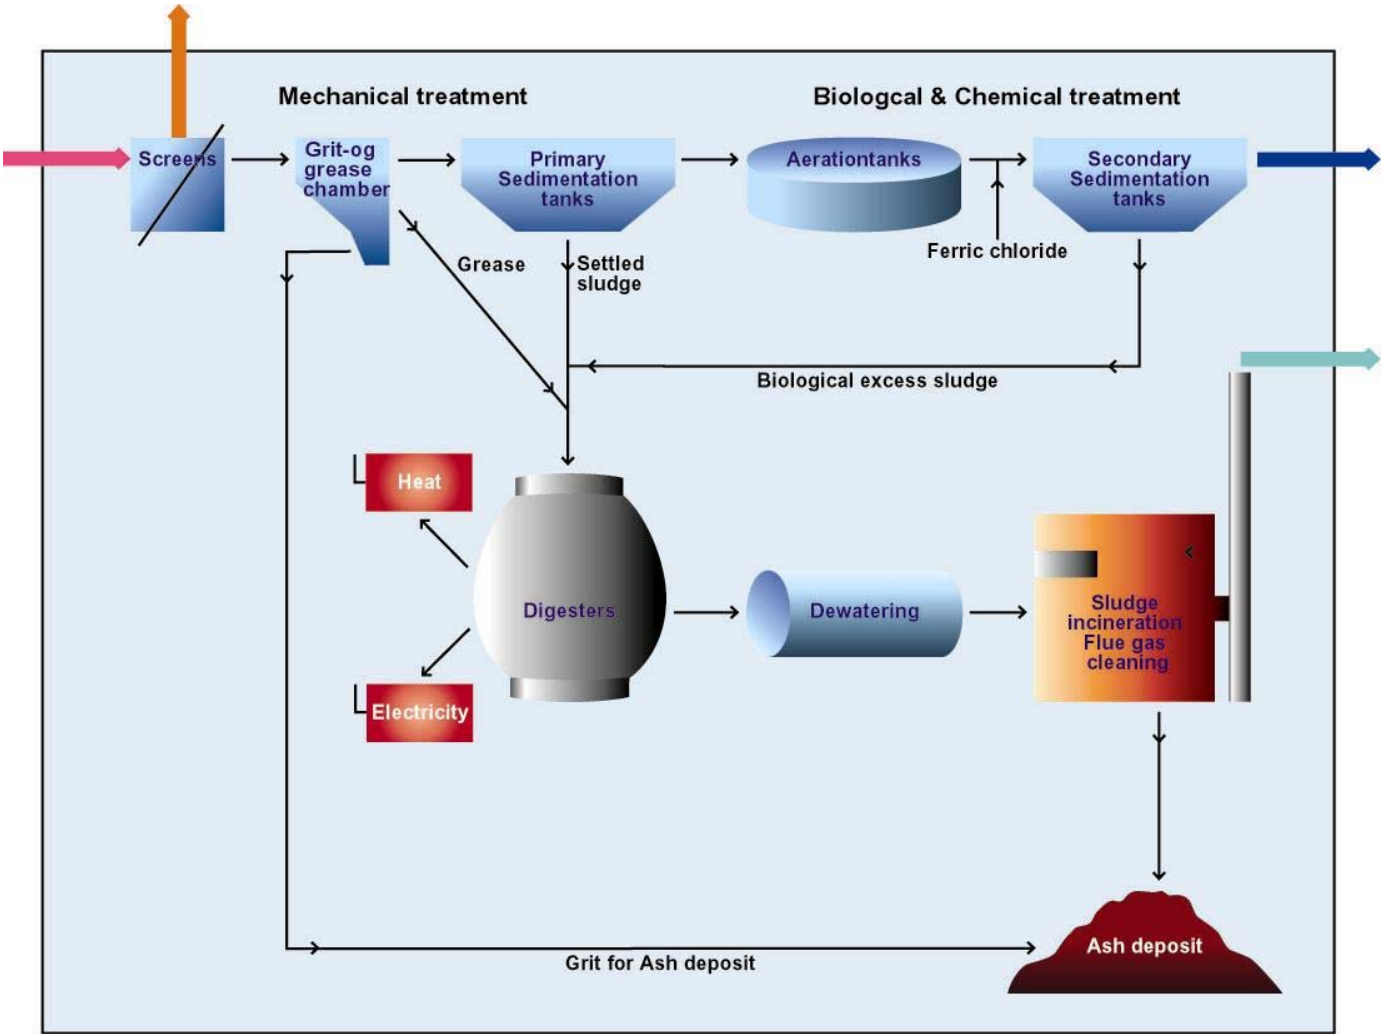 Mechanical treatment
Biologcal & Chemical treatment
Screens
Grit-og
grease
chamber
Primary
Sedimentation
tanks
Aerationtanks
Secondary
Sedimentation
tanks
Ferric chloride
Grease
Settled
sludge
Biological excess sludge
Heat
Digesters
Dewatering
Sludge
incineration
Flue gas
cleaning
Electricity
Ash deposit
Grit for Ash deposit